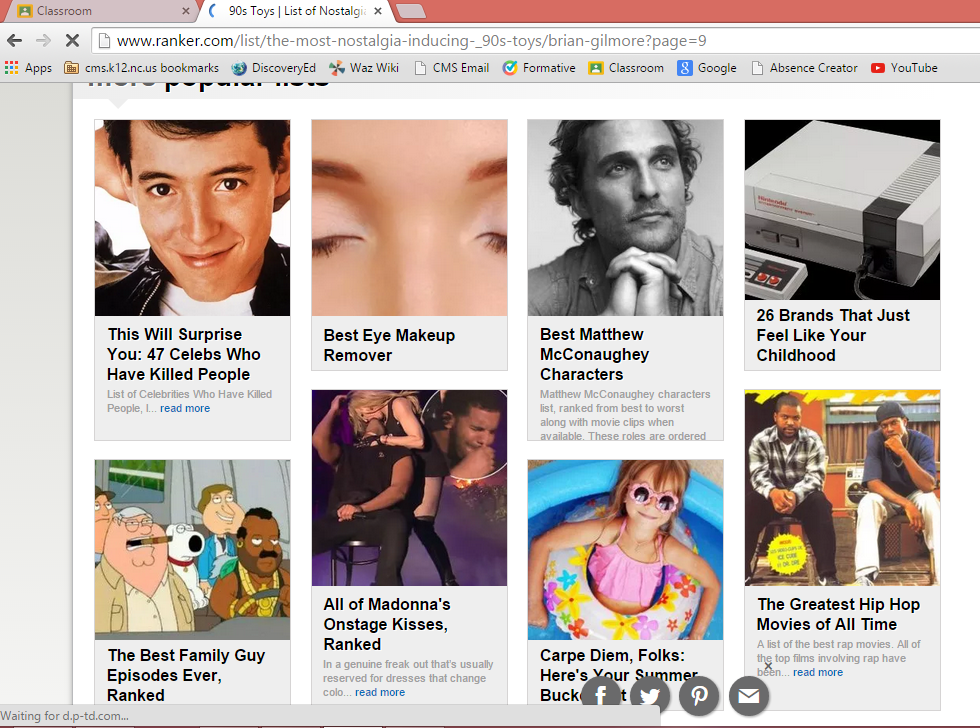 Classroom
90s Toys | List of Nostalgia
www.ranker.com/list/the-most-nostalgia-inducing-_90s-toys/brian-gilmore?page=9
Apps
cms.k12.nc.us bookmarks
DiscoveryEd
Waz Wiki
CMS Email
Formative
Classroom
Google
Absence Creator
YouTube
more popular lists
This Will Surprise
You: 47 Celebs Who
Have Killed People
List of Celebrities Who Have Killed
People, I... read more
Best Eye Makeup
Remover
Best Matthew
McConaughey
Characters
Matthew McConaughey characters
list, ranked from best to worst
along with movie clips when
available. These roles are ordered
Nintendo
26 Brands That Just
Feel Like Your
Childhood
The Best Family Guy
Episodes Ever,
Ranked
All of Madonna's
Onstage Kisses,
Ranked
In a genuine freak out that's usually
reserved for dresses that change
colo... read more
Carpe Diem, Folks:
Here's Your Summer
ICE CUBE
The Greatest Hip Hop
Movies of All Time
A list of the best rap movies. All of
the top films involving rap have
been... read more
Waiting for d.p-td.com...